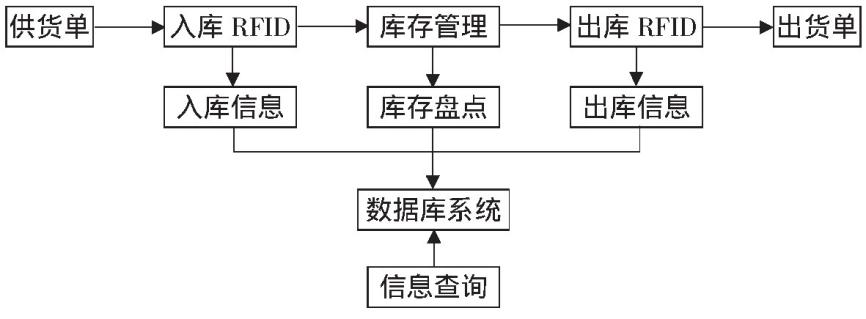 供货单
入库 RFID
库存管理
出库 RFID
出货单
入库信息
库存盘点
出库信息
数据库系统
信息查询